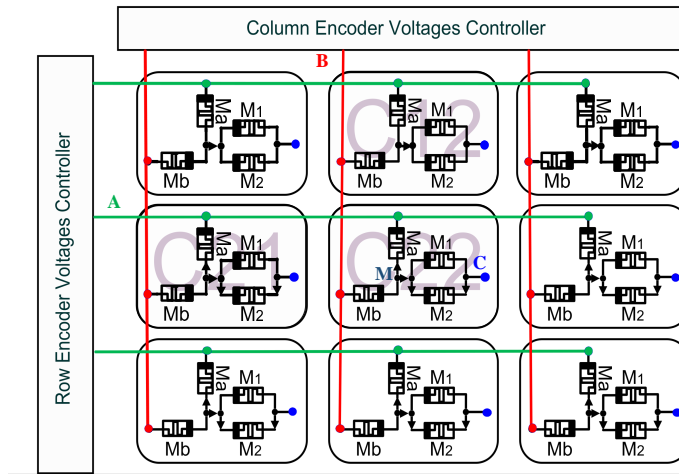 Column Encoder Voltages Controller
Row Encoder Voltages Controller
B
A
Ma
M1
Mb
M2
C12
Ma
M1
Mb
M2
Ma
M1
Mb
M2
C21
Ma
M1
Mb
M2
C22
Ma
M1
M
C
Mb
M2
Ma
M1
Mb
M2
Ma
M1
Mb
M2
Ma
M1
Mb
M2
Ma
M1
Mb
M2